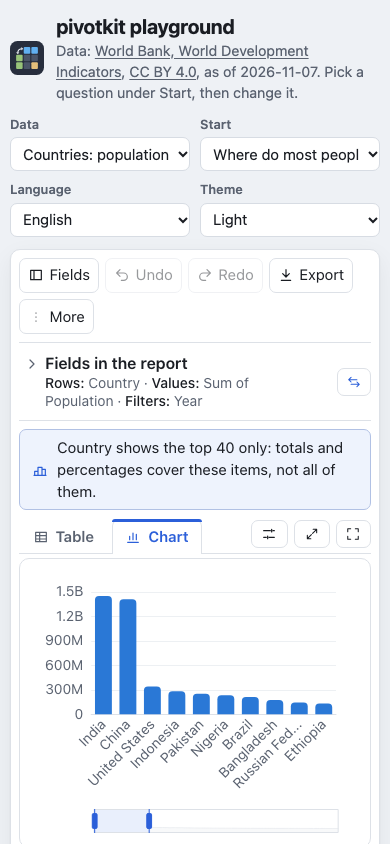 pivotkit playground
Data: World Bank, World Development
Indicators, CC BY 4.0, as of 2026-11-07. Pick a
question under Start, then change it.
Data
Start
Countries: population
Where do most peopl
Language
Theme
English
Light
Fields
Undo
Redo
Export
More
Fields in the report
Rows: Country · Values: Sum of
Population · Filters: Year
Country shows the top 40 only: totals and
percentages cover these items, not all of
them.
Table
Chart
1.5B
1.2B
900M
600M
300M
0
India
China
United States
Indonesia
Pakistan
Nigeria
Brazil
Bangladesh
Russian Fed...
Ethiopia